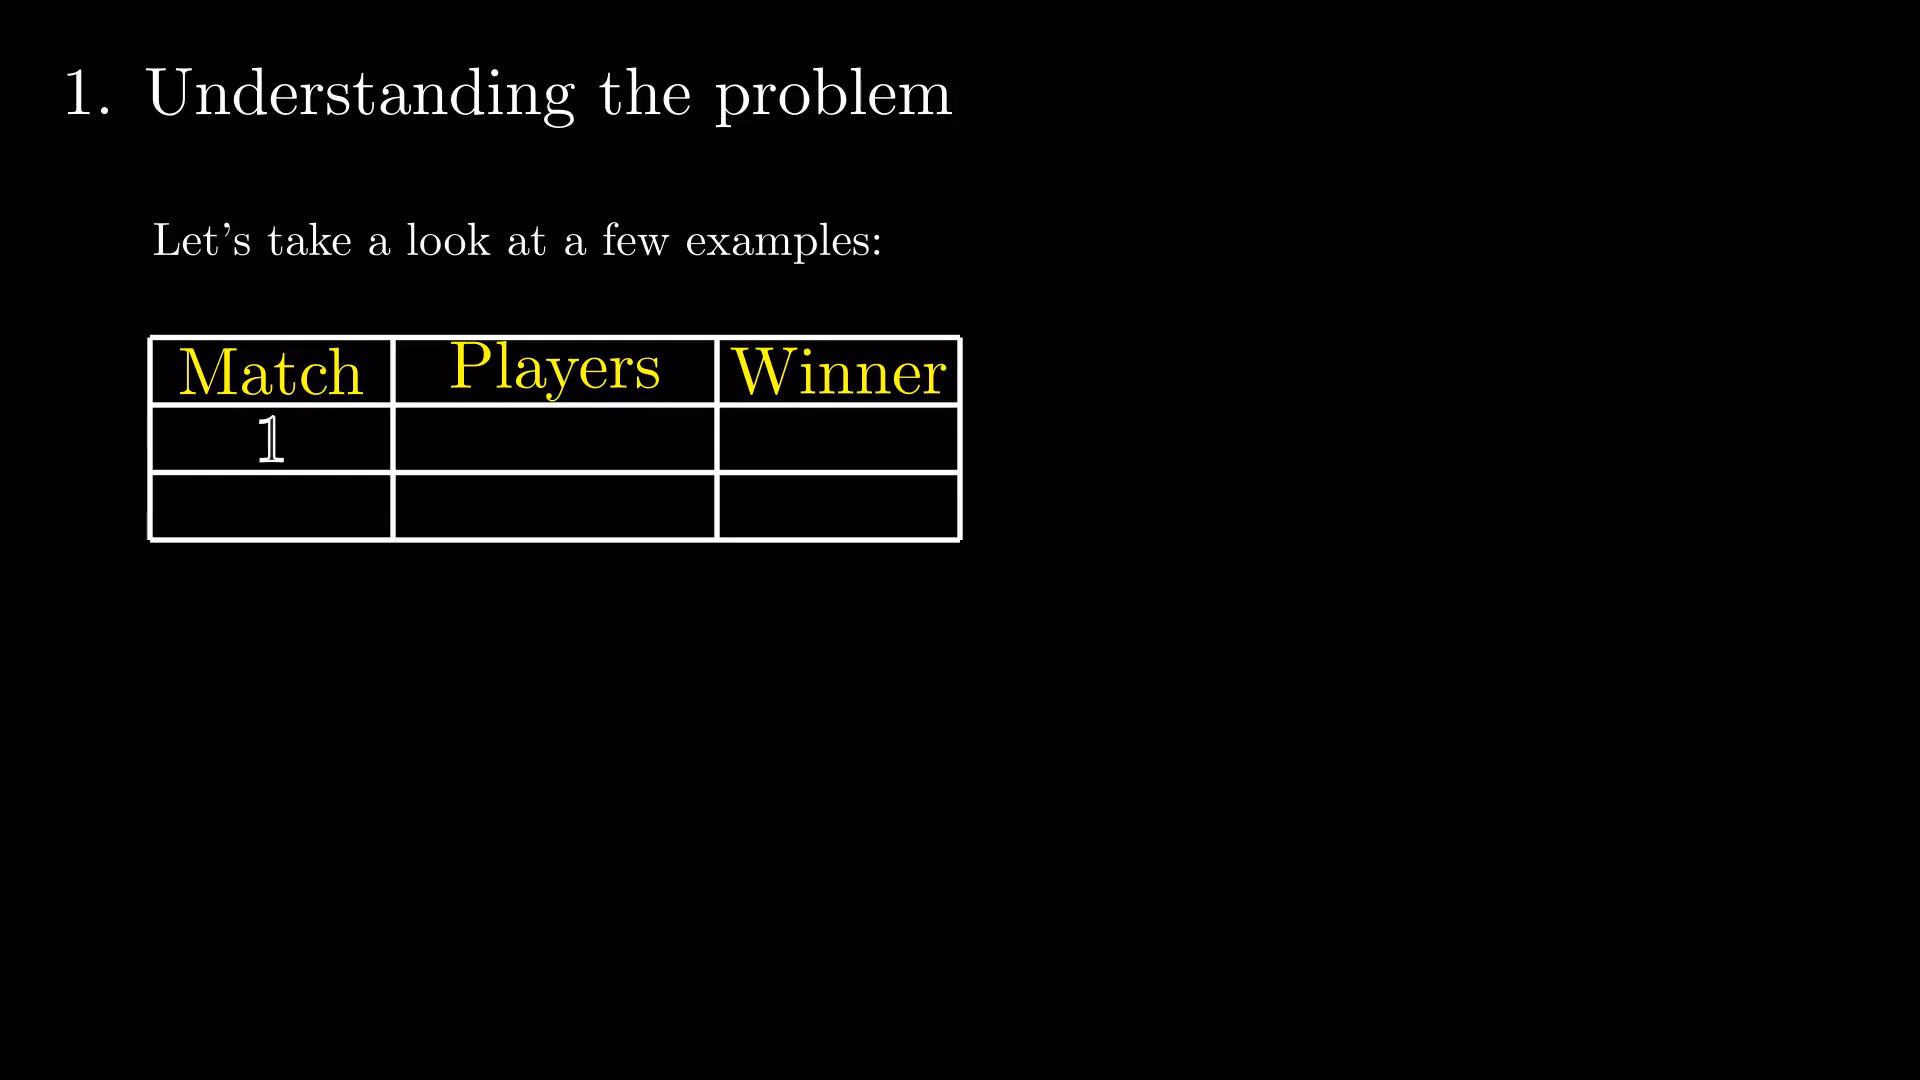 1. Understanding the problem
Let's take a look at a few examples:
Match Players Winner
1